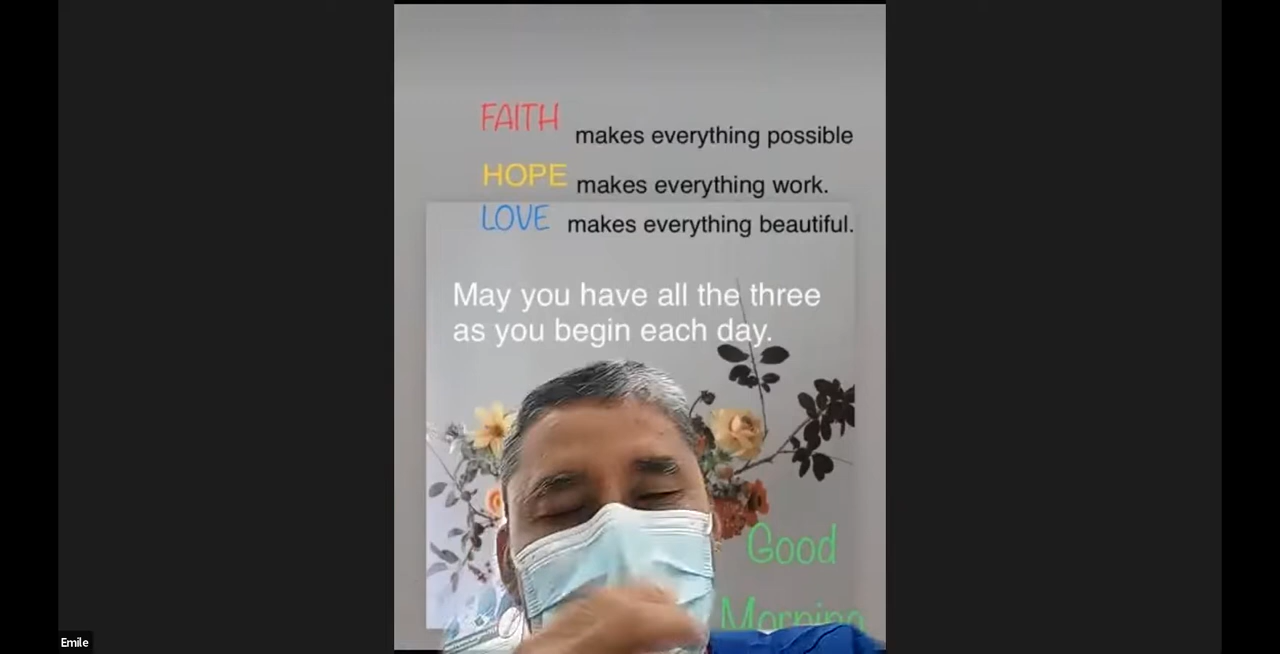 FAITH makes everything possible
HOPE makes everything work.
LOVE makes everything beautiful.
May you have all the three
as you begin each day.
Good
Morning
Emile